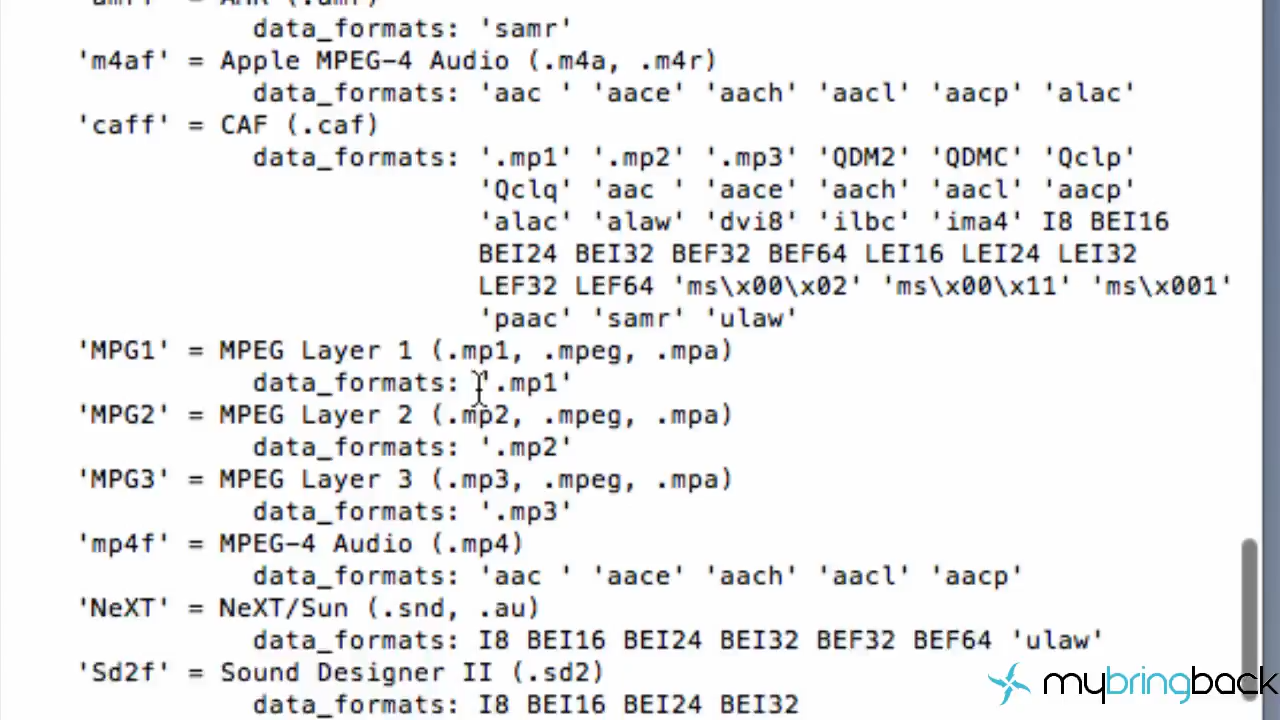 'amrf' = AMR (.amr)
data_formats: 'samr'
'm4af' = Apple MPEG-4 Audio (.m4a, .m4r)
data_formats: 'aac ' 'aace' 'aach' 'aacl' 'aacp' 'alac'
'caff' = CAF (.caf)
data_formats: '.mp1' '.mp2' '.mp3' 'QDM2' 'QDMC' 'Qclp'
'Qclq' 'aac ' 'aace' 'aach' 'aacl' 'aacp'
'alac' 'alaw' 'dvi8' 'ilbc' 'ima4' I8 BEI16
BEI24 BEI32 BEF32 BEF64 LEI16 LEI24 LEI32
LEF32 LEF64 'ms\x00\x02' 'ms\x00\x11' 'ms\x001'
'paac' 'samr' 'ulaw'
'MPG1' = MPEG Layer 1 (.mp1, .mpeg, .mpa)
data_formats: '.mp1'
'MPG2' = MPEG Layer 2 (.mp2, .mpeg, .mpa)
data_formats: '.mp2'
'MPG3' = MPEG Layer 3 (.mp3, .mpeg, .mpa)
data_formats: '.mp3'
'mp4f' = MPEG-4 Audio (.mp4)
data_formats: 'aac ' 'aace' 'aach' 'aacl' 'aacp'
'NeXT' = NeXT/Sun (.snd, .au)
data_formats: I8 BEI16 BEI24 BEI32 BEF32 BEF64 'ulaw'
'Sd2f' = Sound Designer II (.sd2)
data_formats: I8 BEI16 BEI24 BEI32
mybringback